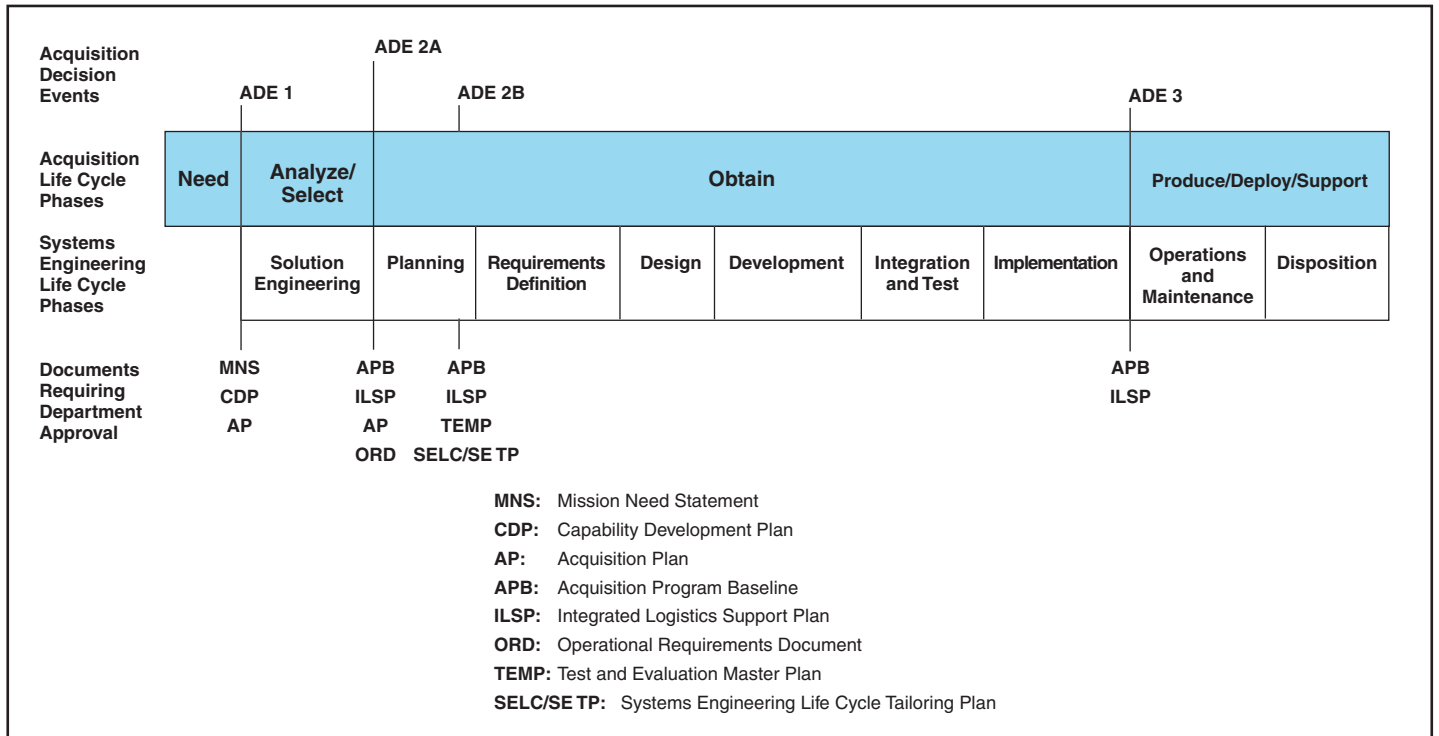 Acquisition
Decision
Events
ADE 1
ADE 2A
ADE 2B
ADE 3
Acquisition
Life Cycle
Phases
Need
Analyze/
Select
Obtain
Produce/Deploy/Support
Systems
Engineering
Life Cycle
Phases
Solution
Engineering
Planning
Requirements
Definition
Design
Development
Integration
and Test
Implementation
Operations
and
Maintenance
Disposition
Documents
Requiring
Department
Approval
MNS
CDP
AP
APB
ILSP
AP
ORD
APB
ILSP
TEMP
SELC/SE TP
APB
ILSP
MNS: Mission Need Statement
CDP: Capability Development Plan
AP: Acquisition Plan
APB: Acquisition Program Baseline
ILSP: Integrated Logistics Support Plan
ORD: Operational Requirements Document
TEMP: Test and Evaluation Master Plan
SELC/SE TP: Systems Engineering Life Cycle Tailoring Plan